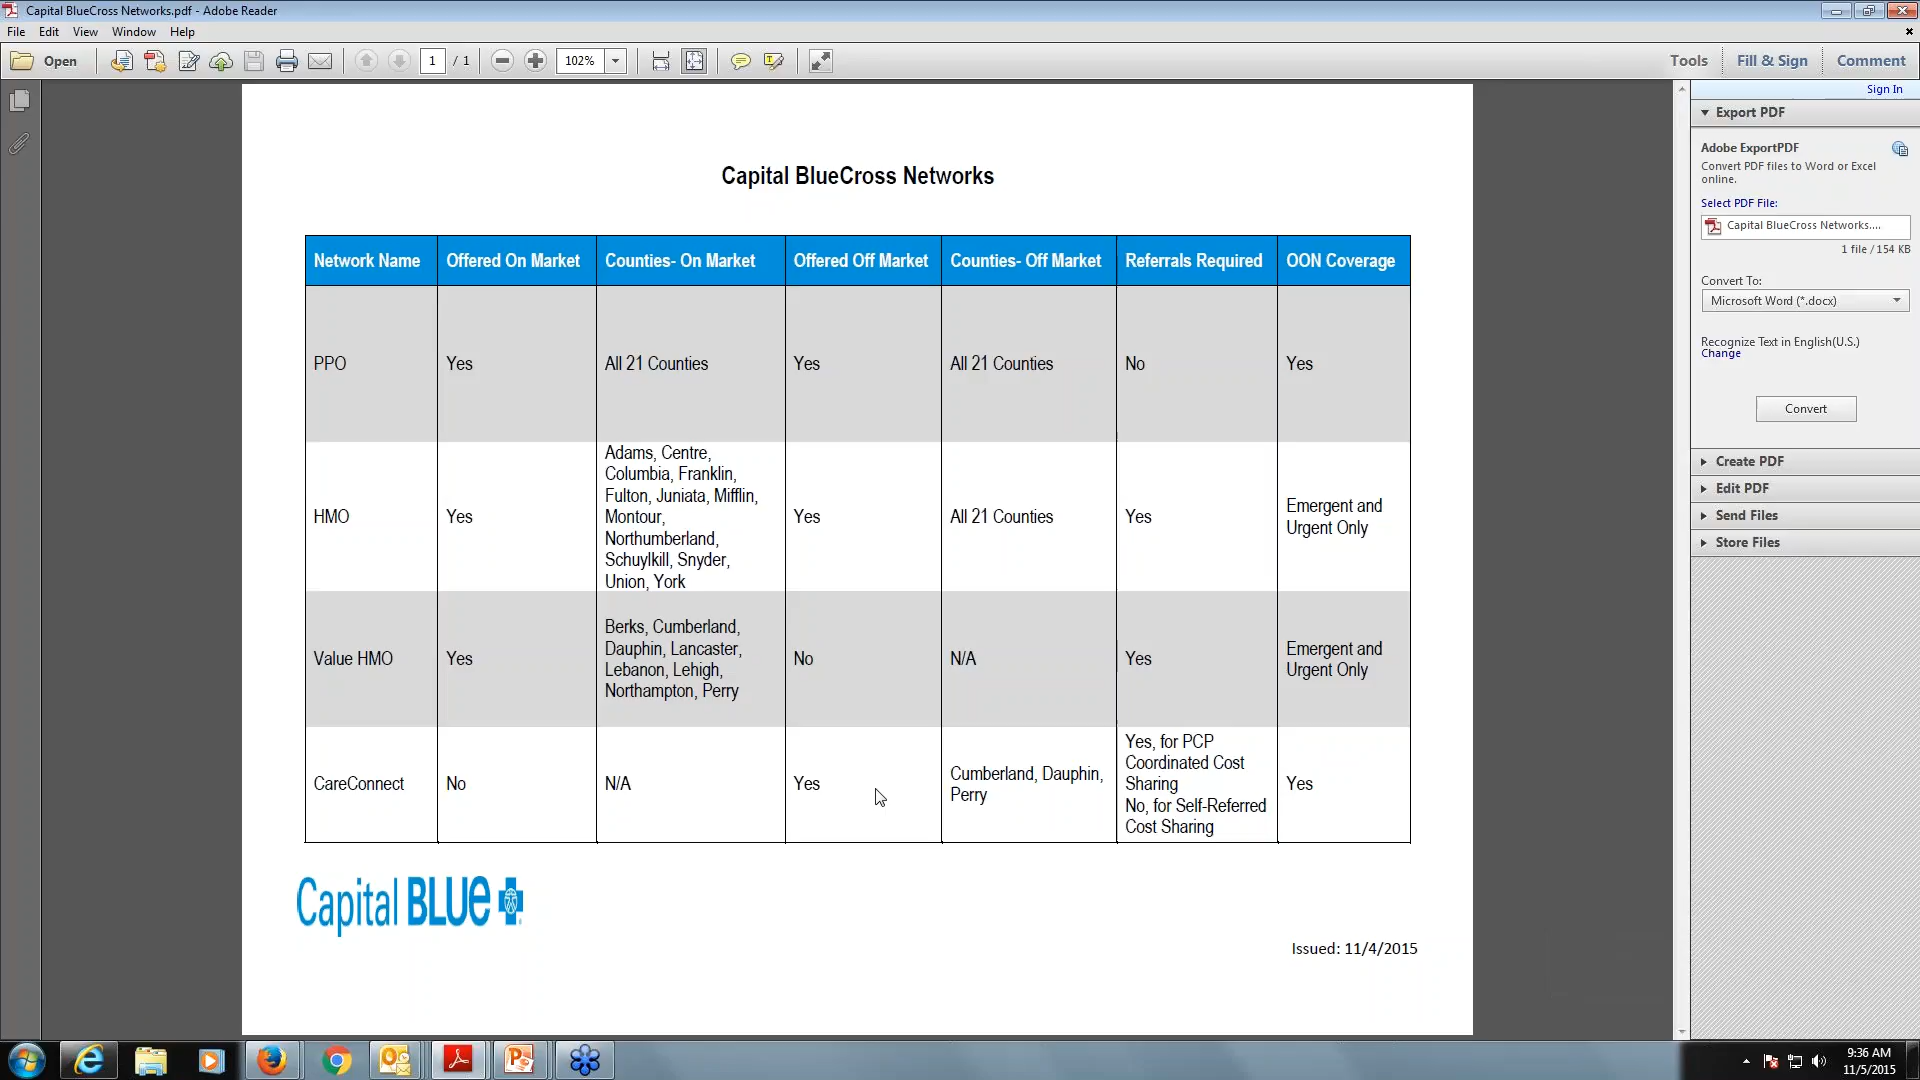 Capital BlueCross Networks.pdf - Adobe Reader
File Edit View Window Help
Open
1 / 1
102%
Tools
Fill & Sign
Comment
Sign In
Export PDF
Adobe ExportPDF
Convert PDF files to Word or Excel
online.
Select PDF File:
Capital BlueCross Networks....
1 file / 154 KB
Convert To:
Microsoft Word (*.docx)
Recognize Text in English(U.S.)
Change
Convert
Create PDF
Edit PDF
Send Files
Store Files
Capital BlueCross Networks
Network Name
Offered On Market
Counties- On Market
Offered Off Market
Counties- Off Market
Referrals Required
OON Coverage
PPO
Yes
All 21 Counties
Yes
All 21 Counties
No
Yes
HMO
Yes
Adams, Centre,
Columbia, Franklin,
Fulton, Juniata, Mifflin,
Montour,
Northumberland,
Schuylkill, Snyder,
Union, York
Yes
All 21 Counties
Yes
Emergent and
Urgent Only
Value HMO
Yes
Berks, Cumberland,
Dauphin, Lancaster,
Lebanon, Lehigh,
Northampton, Perry
No
N/A
Yes
Emergent and
Urgent Only
CareConnect
No
N/A
Yes
Cumberland, Dauphin,
Perry
Yes, for PCP
Coordinated Cost
Sharing
No, for Self-Referred
Cost Sharing
Yes
Capital BLUE
Issued: 11/4/2015
9:36 AM
11/5/2015